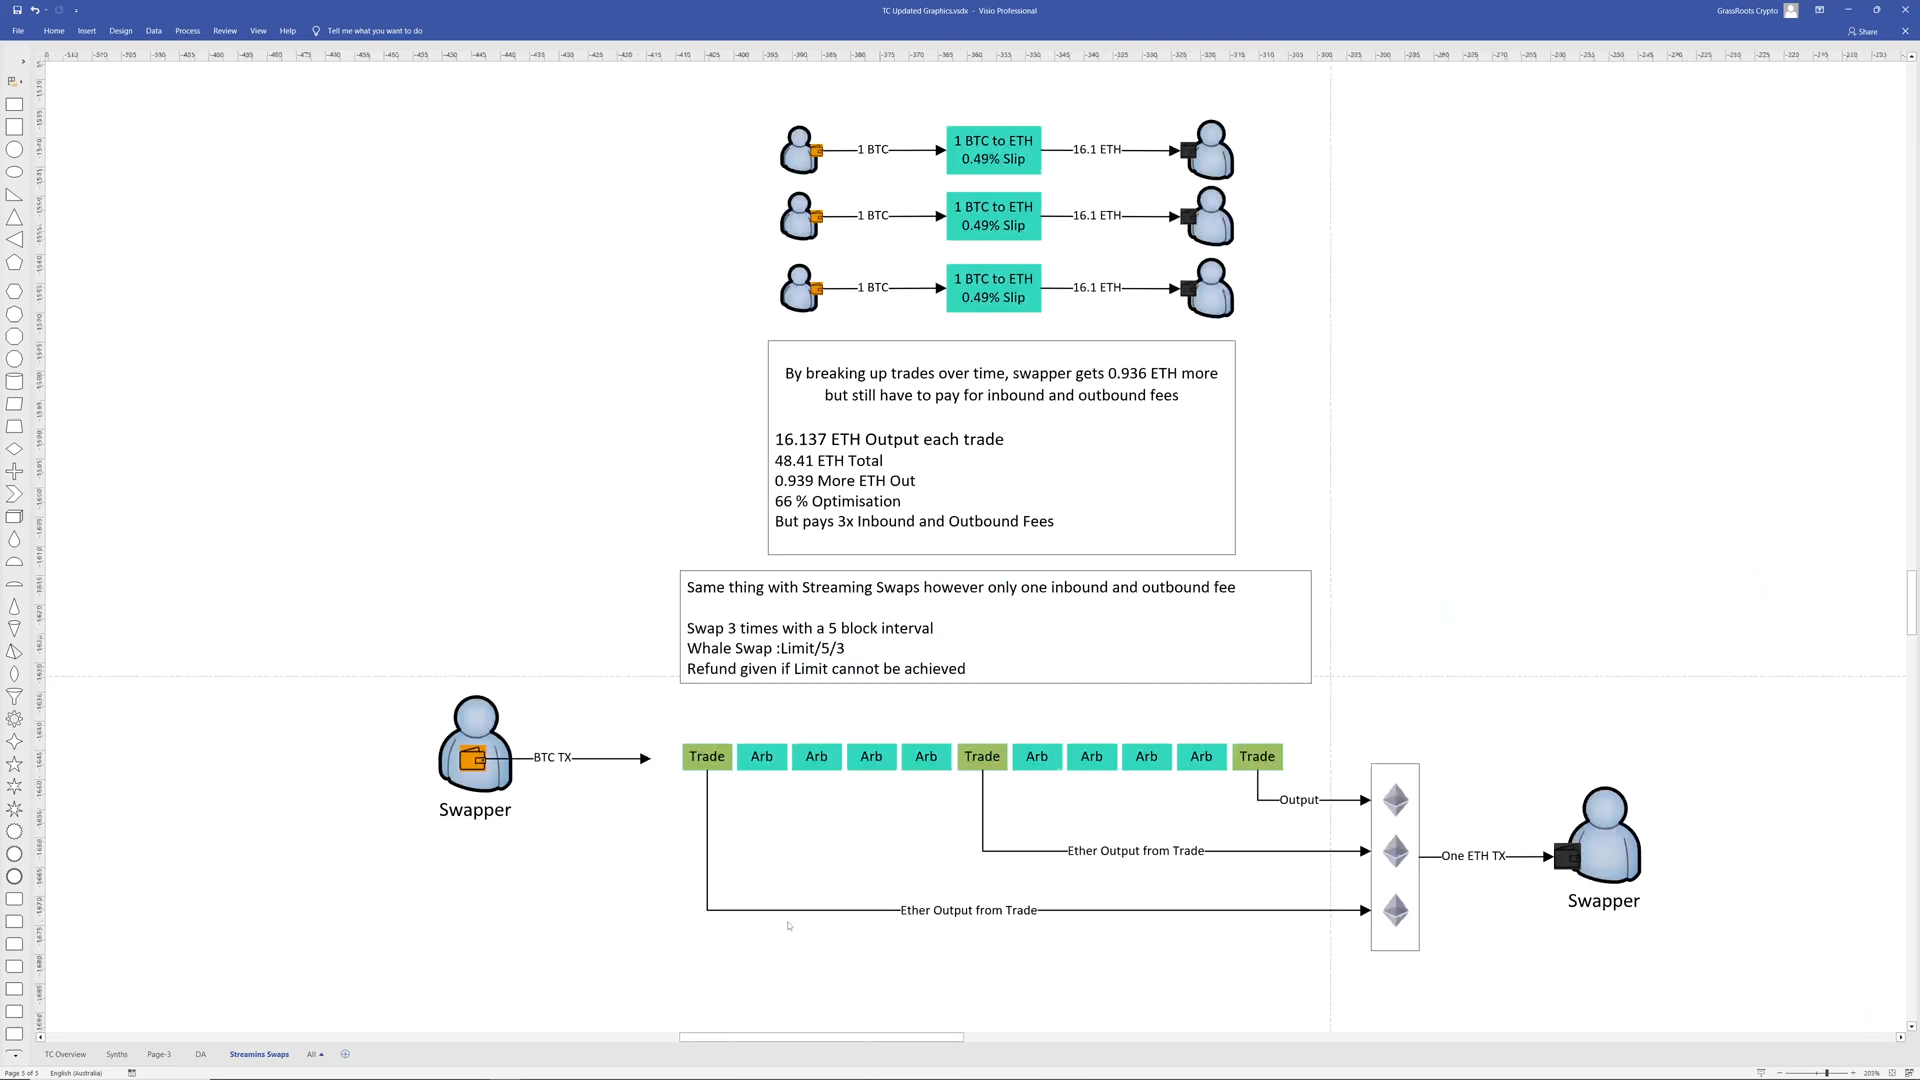 TC Updated Graphics.vsdx - Visio Professional
GrassRoots Crypto
File Home Insert Design Data Process Review View Help Tell me what you want to do
Share
1 BTC
1 BTC to ETH
0.49% Slip
16.1 ETH
1 BTC
1 BTC to ETH
0.49% Slip
16.1 ETH
1 BTC
1 BTC to ETH
0.49% Slip
16.1 ETH
By breaking up trades over time, swapper gets 0.936 ETH more
but still have to pay for inbound and outbound fees
16.137 ETH Output each trade
48.41 ETH Total
0.939 More ETH Out
66 % Optimisation
But pays 3x Inbound and Outbound Fees
Same thing with Streaming Swaps however only one inbound and outbound fee
Swap 3 times with a 5 block interval
Whale Swap :Limit/5/3
Refund given if Limit cannot be achieved
BTC TX
Swapper
Trade Arb Arb Arb Arb Trade Arb Arb Arb Arb Trade
Output
Ether Output from Trade
Ether Output from Trade
One ETH TX
Swapper
TC Overview Synths Page-3 DA Streamins Swaps All
Page 5 of 5 English (Australia)
203%